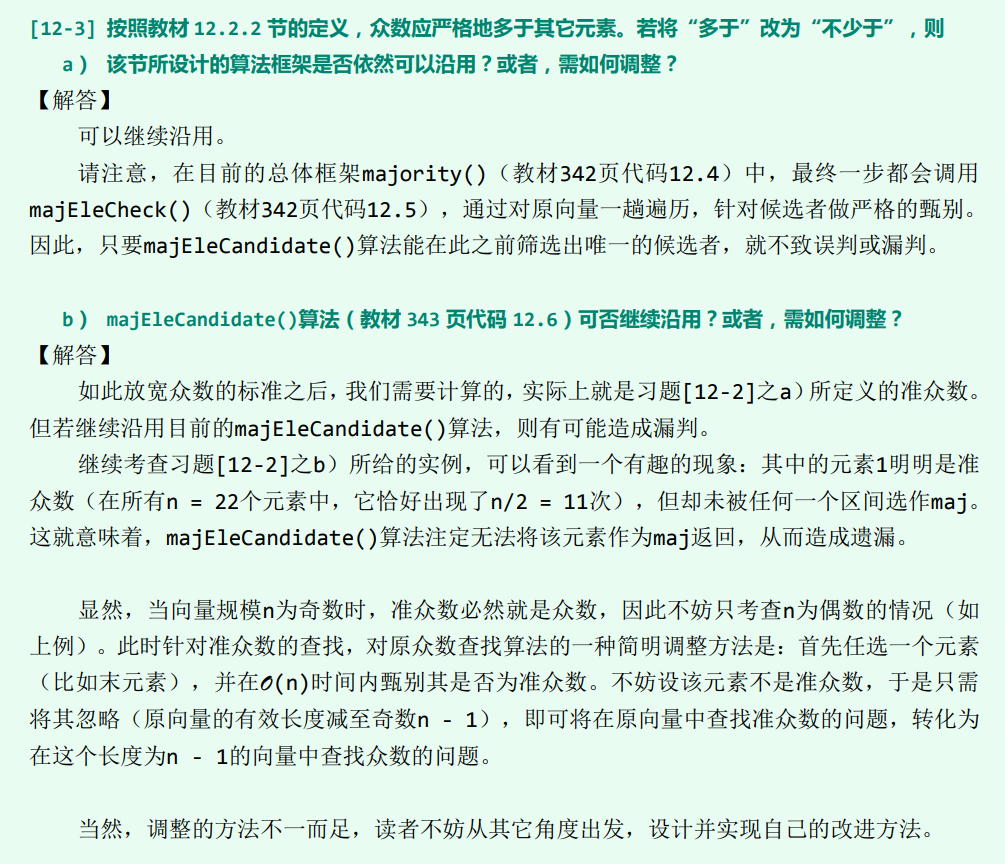 [12-3] 按照教材 12.2.2 节的定义，众数应严格地多于其它元素。若将“多于”改为“不少于”，则
a） 该节所设计的算法框架是否依然可以沿用？或者，需如何调整？
【解答】
可以继续沿用。
请注意，在目前的总体框架majority()（教材342页代码12.4）中，最终一步都会调用
majEleCheck()（教材342页代码12.5），通过对原向量一趟遍历，针对候选者做严格的甄别。
因此，只要majEleCandidate()算法能在此之前筛选出唯一的候选者，就不致误判或漏判。
b） majEleCandidate()算法（教材 343 页代码 12.6）可否继续沿用？或者，需如何调整？
【解答】
如此放宽众数的标准之后，我们需要计算的，实际上就是习题[12-2]之a）所定义的准众数。
但若继续沿用目前的majEleCandidate()算法，则有可能造成漏判。
继续考查习题[12-2]之b）所给的实例，可以看到一个有趣的现象：其中的元素1明明是准
众数（在所有n = 22个元素中，它恰好出现了n/2 = 11次），但却未被任何一个区间选作maj。
这就意味着，majEleCandidate()算法注定无法将该元素作为maj返回，从而造成遗漏。
显然，当向量规模n为奇数时，准众数必然就是众数，因此不妨只考查n为偶数的情况（如
上例）。此时针对准众数的查找，对原众数查找算法的一种简明调整方法是：首先任选一个元素
（比如末元素），并在O(n)时间内甄别其是否为准众数。不妨设该元素不是准众数，于是只需
将其忽略（原向量的有效长度减至奇数n - 1），即可将在原向量中查找准众数的问题，转化为
在这个长度为n - 1的向量中查找众数的问题。
当然，调整的方法不一而足，读者不妨从其它角度出发，设计并实现自己的改进方法。